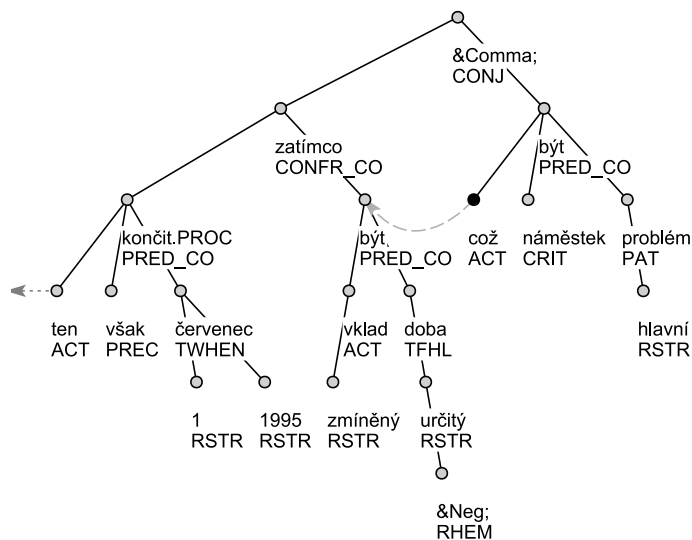 &Comma;
CONJ
zatímco
CONFR_CO
být
PRED_CO
končit.PROC
PRED_CO
být
PRED_CO
což
ACT
náměstek
CRIT
problém
PAT
ten
ACT
však
PREC
červenec
TWHEN
vklad
ACT
doba
TFHL
hlavní
RSTR
1
RSTR
1995
RSTR
zmíněný
RSTR
určitý
RSTR
&Neg;
RHEM